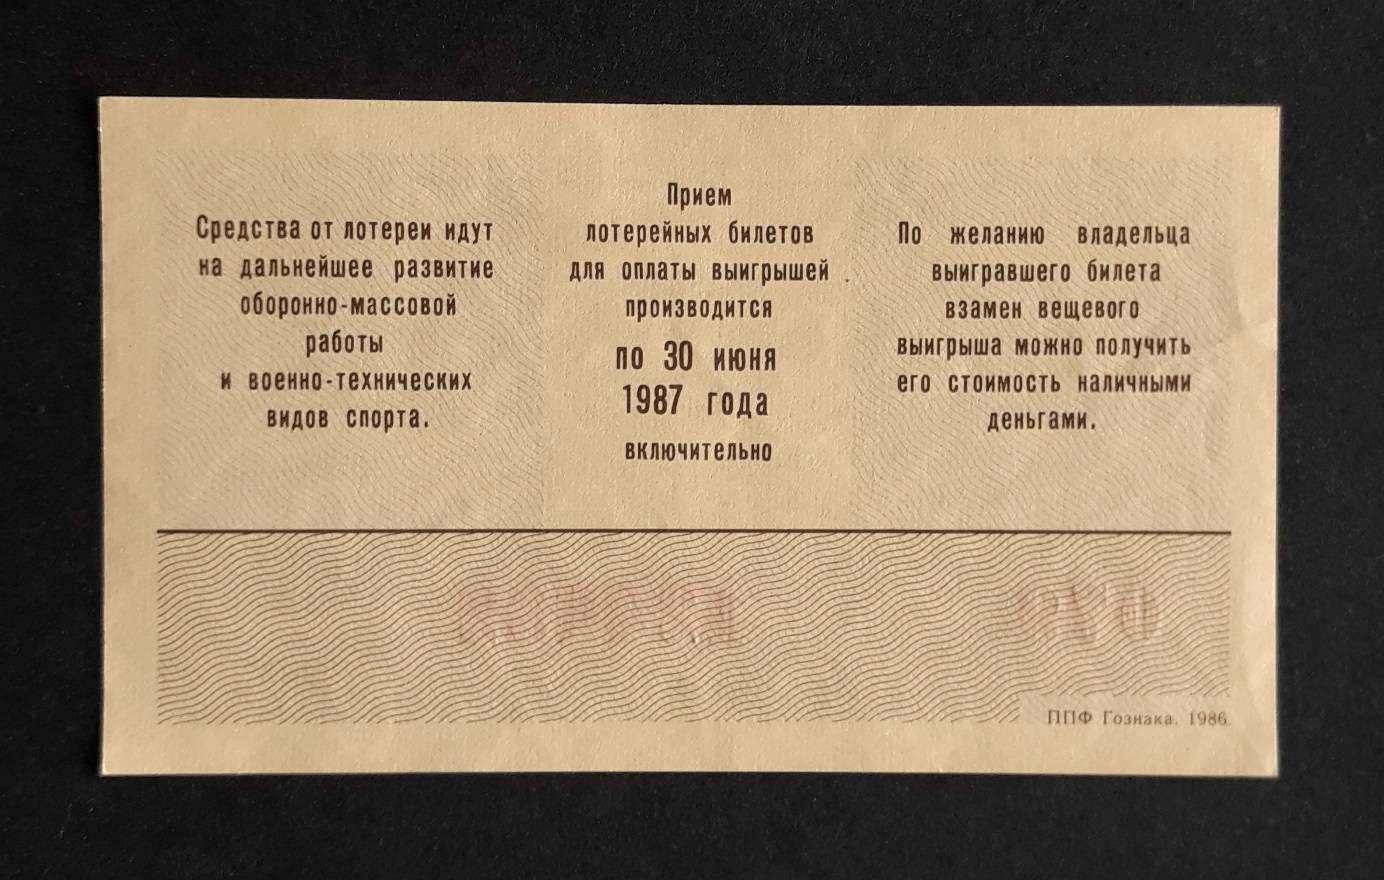 Средства от лотереи идут
на дальнейшее развитие
оборонно-массовой
работы
и военно-технических
видов спорта.
Прием
лотерейных билетов
для оплаты выигрышей
производится
по 30 июня
1987 года
включительно
По желанию владельца
выигравшего билета
взамен вещевого
выигрыша можно получить
его стоимость наличными
деньгами.
ППФ Гознака. 1986.